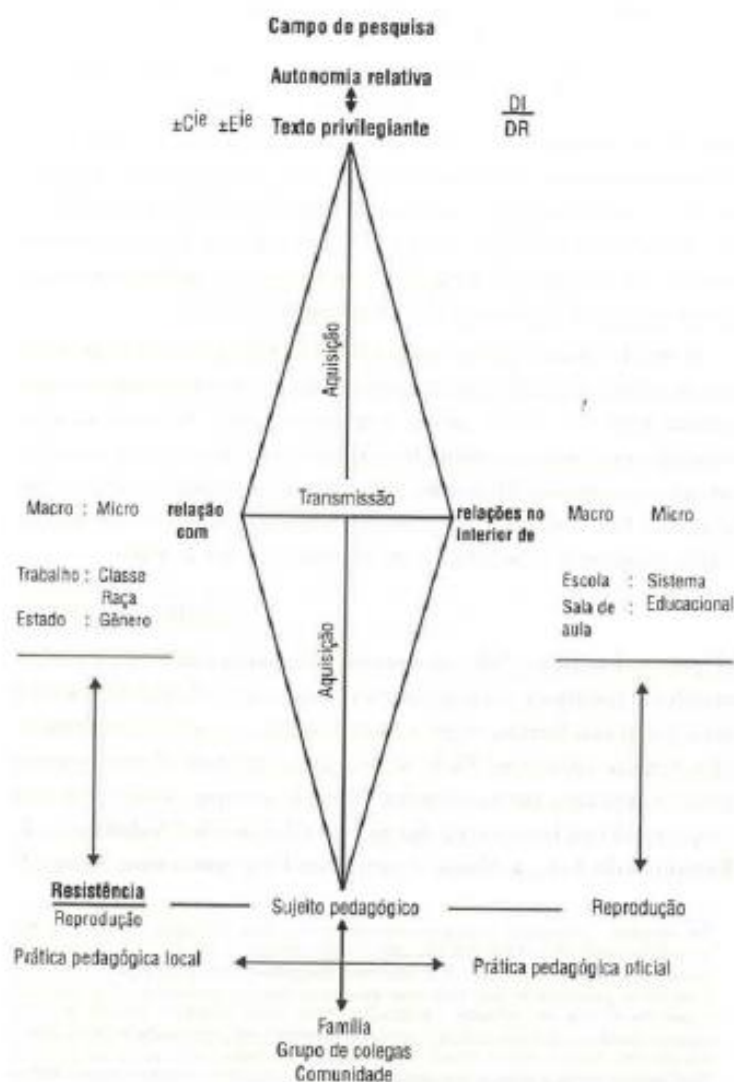 Campo de pesquisa
Autonomia relativa
±Cie ±Eie Texto privilegiante DI
DR
Aquisição
Transmissão
Macro : Micro relação com relações no interior de Macro Micro
Trabalho : Classe
Raça
Estado : Gênero
Escola : Sistema
Sala de aula : Educacional
Aquisição
Resistência
Reprodução
Sujeito pedagógico
Reprodução
Prática pedagógica local
Prática pedagógica oficial
Família
Grupo de colegas
Comunidade